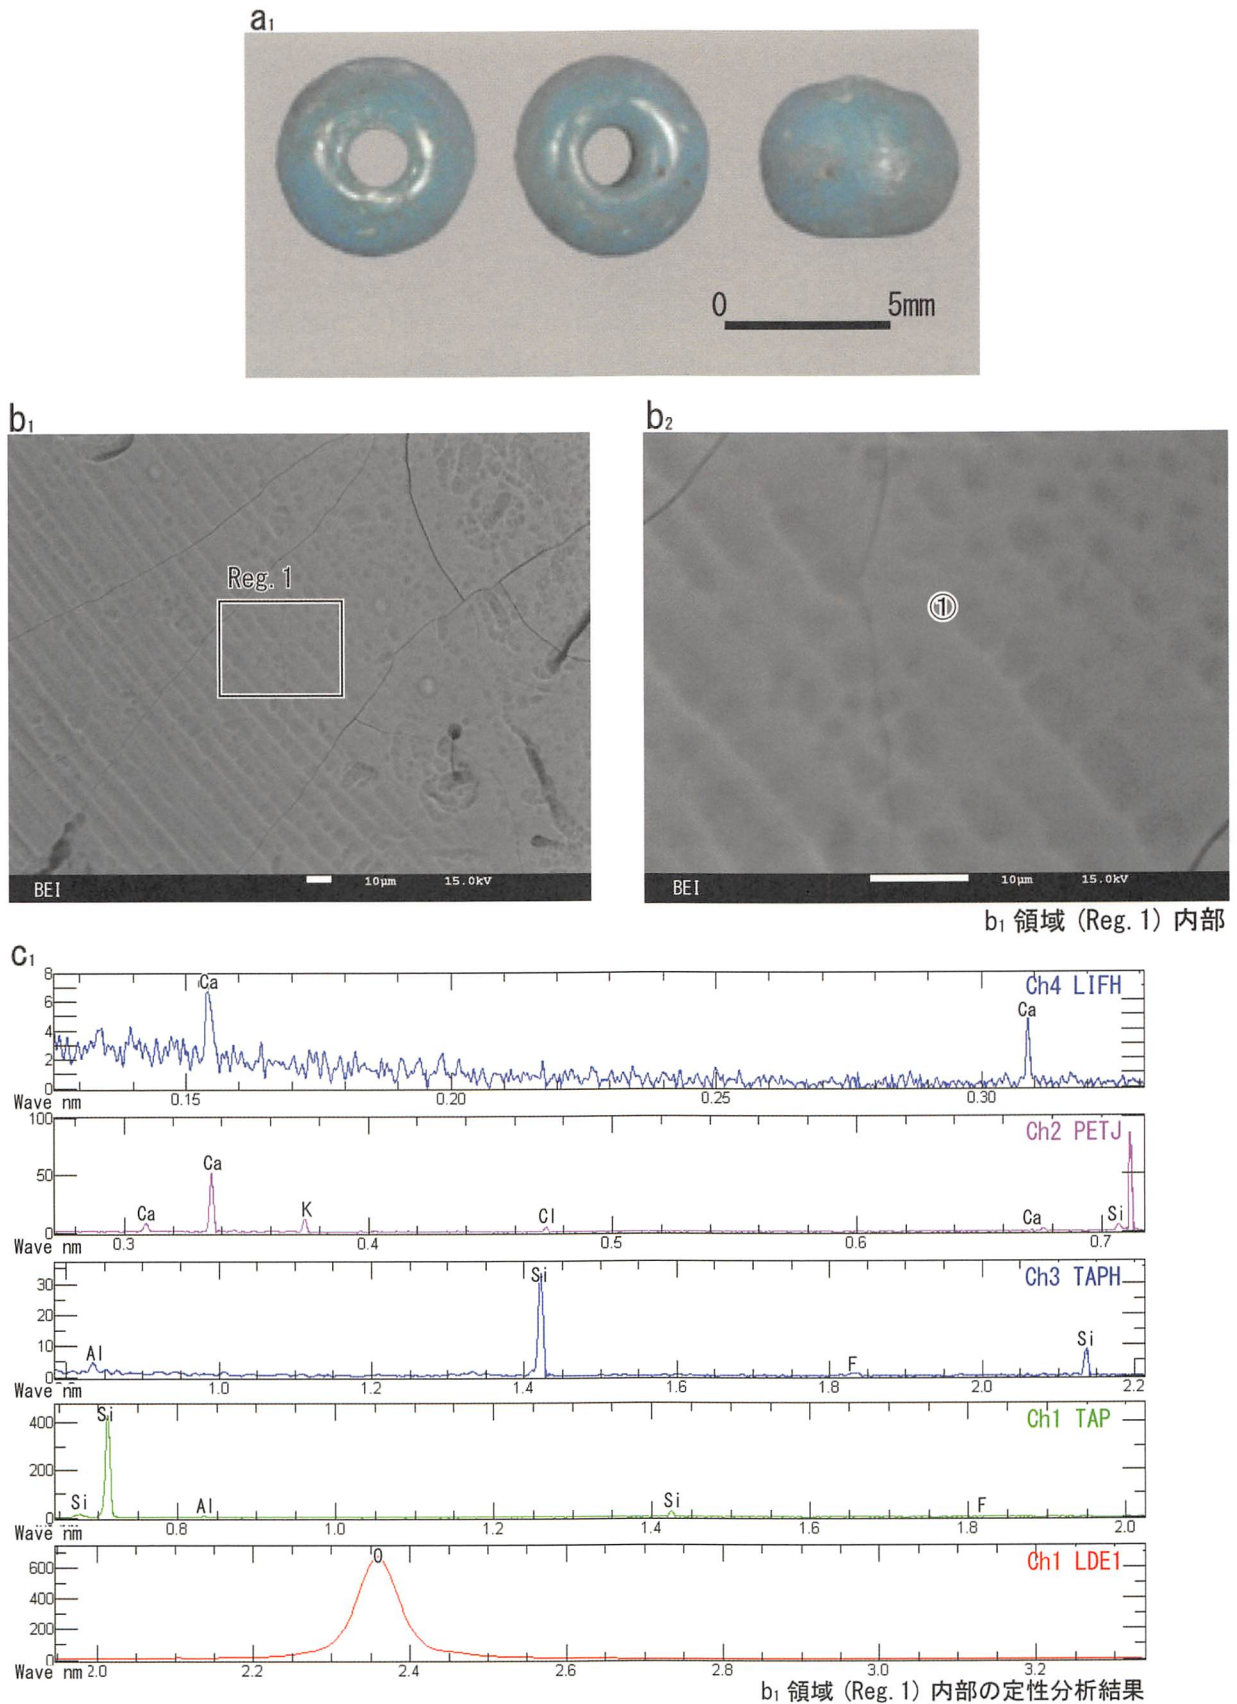 a1
0 5mm
b1
Reg. 1
BEI 10μm 15.0kV
b2
①
BEI 10μm 15.0kV
b1 領域 (Reg. 1) 内部
c1
Ch4 LIFH
Ca Ca
8
6
4
2
0
Wave nm 0.15 0.20 0.25 0.30
Ch2 PETJ
100
50
0
Ca Ca K Cl Ca Si
Wave nm 0.3 0.4 0.5 0.6 0.7
Ch3 TAPH
30
20
10
0
Al Si F Si
Wave nm 1.0 1.2 1.4 1.6 1.8 2.0 2.2
Ch1 TAP
400
200
0
Si Si Al Si F
Wave nm 0.8 1.0 1.2 1.4 1.6 1.8 2.0
Ch1 LDE1
600
400
200
0
O
Wave nm 2.0 2.2 2.4 2.6 2.8 3.0 3.2
b1 領域 (Reg. 1) 内部の定性分析結果